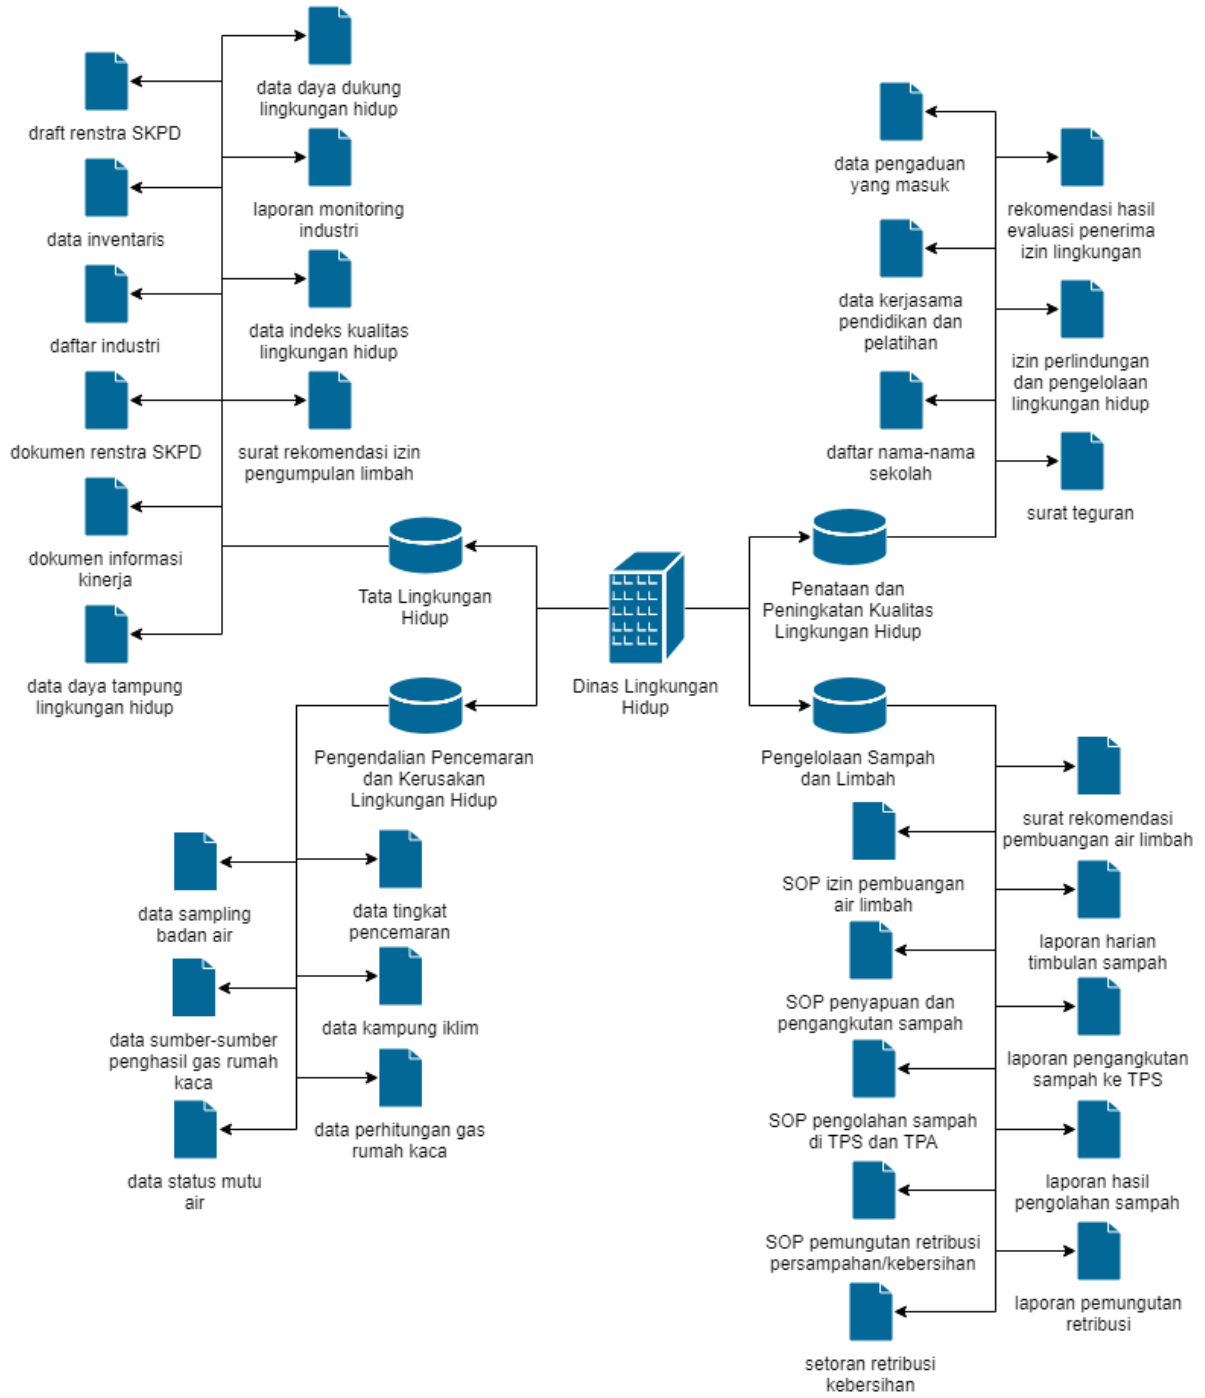 data daya dukung
lingkungan hidup
draft renstra SKPD
laporan monitoring
industri
data inventaris
data indeks kualitas
lingkungan hidup
daftar industri
dokumen renstra SKPD
surat rekomendasi izin
pengumpulan limbah
dokumen informasi
kinerja
data daya tampung
lingkungan hidup
Tata Lingkungan
Hidup
Dinas Lingkungan
Hidup
data pengaduan
yang masuk
rekomendasi hasil
evaluasi penerima
izin lingkungan
data kerjasama
pendidikan dan
pelatihan
izin perlindungan
dan pengelolaan
lingkungan hidup
daftar nama-nama
sekolah
surat teguran
Penataan dan
Peningkatan Kualitas
Lingkungan Hidup
Pengendalian Pencemaran
dan Kerusakan
Lingkungan Hidup
data sampling
badan air
data tingkat
pencemaran
data sumber-sumber
penghasil gas rumah
kaca
data kampung iklim
data status mutu
air
data perhitungan gas
rumah kaca
Pengelolaan Sampah
dan Limbah
surat rekomendasi
pembuangan air limbah
SOP izin pembuangan
air limbah
laporan harian
timbulan sampah
SOP penyapuan dan
pengangkutan sampah
laporan pengangkutan
sampah ke TPS
SOP pengolahan sampah
di TPS dan TPA
laporan hasil
pengolahan sampah
SOP pemungutan retribusi
persampahan/kebersihan
laporan pemungutan
retribusi
setoran retribusi
kebersihan